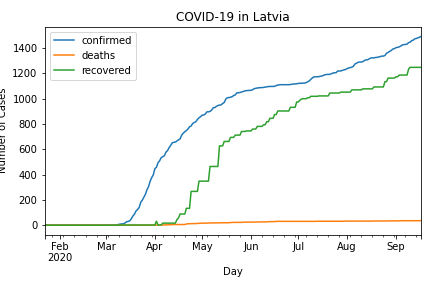 COVID-19 in Latvia
confirmed
deaths
recovered
1400
1200
1000
800
600
400
200
0
Number of Cases
Feb Mar Apr May Jun Jul Aug Sep
2020
Day